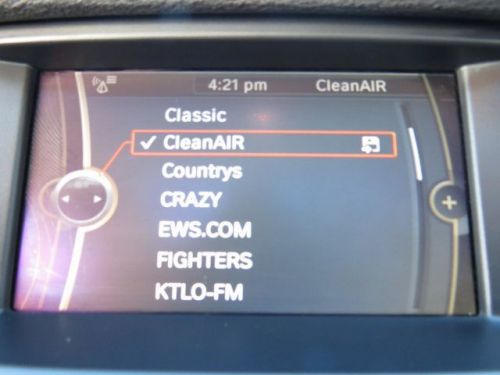 4:21 pm CleanAIR
Classic
CleanAIR
Countrys
CRAZY
EWS.COM
FIGHTERS
KTLO-FM